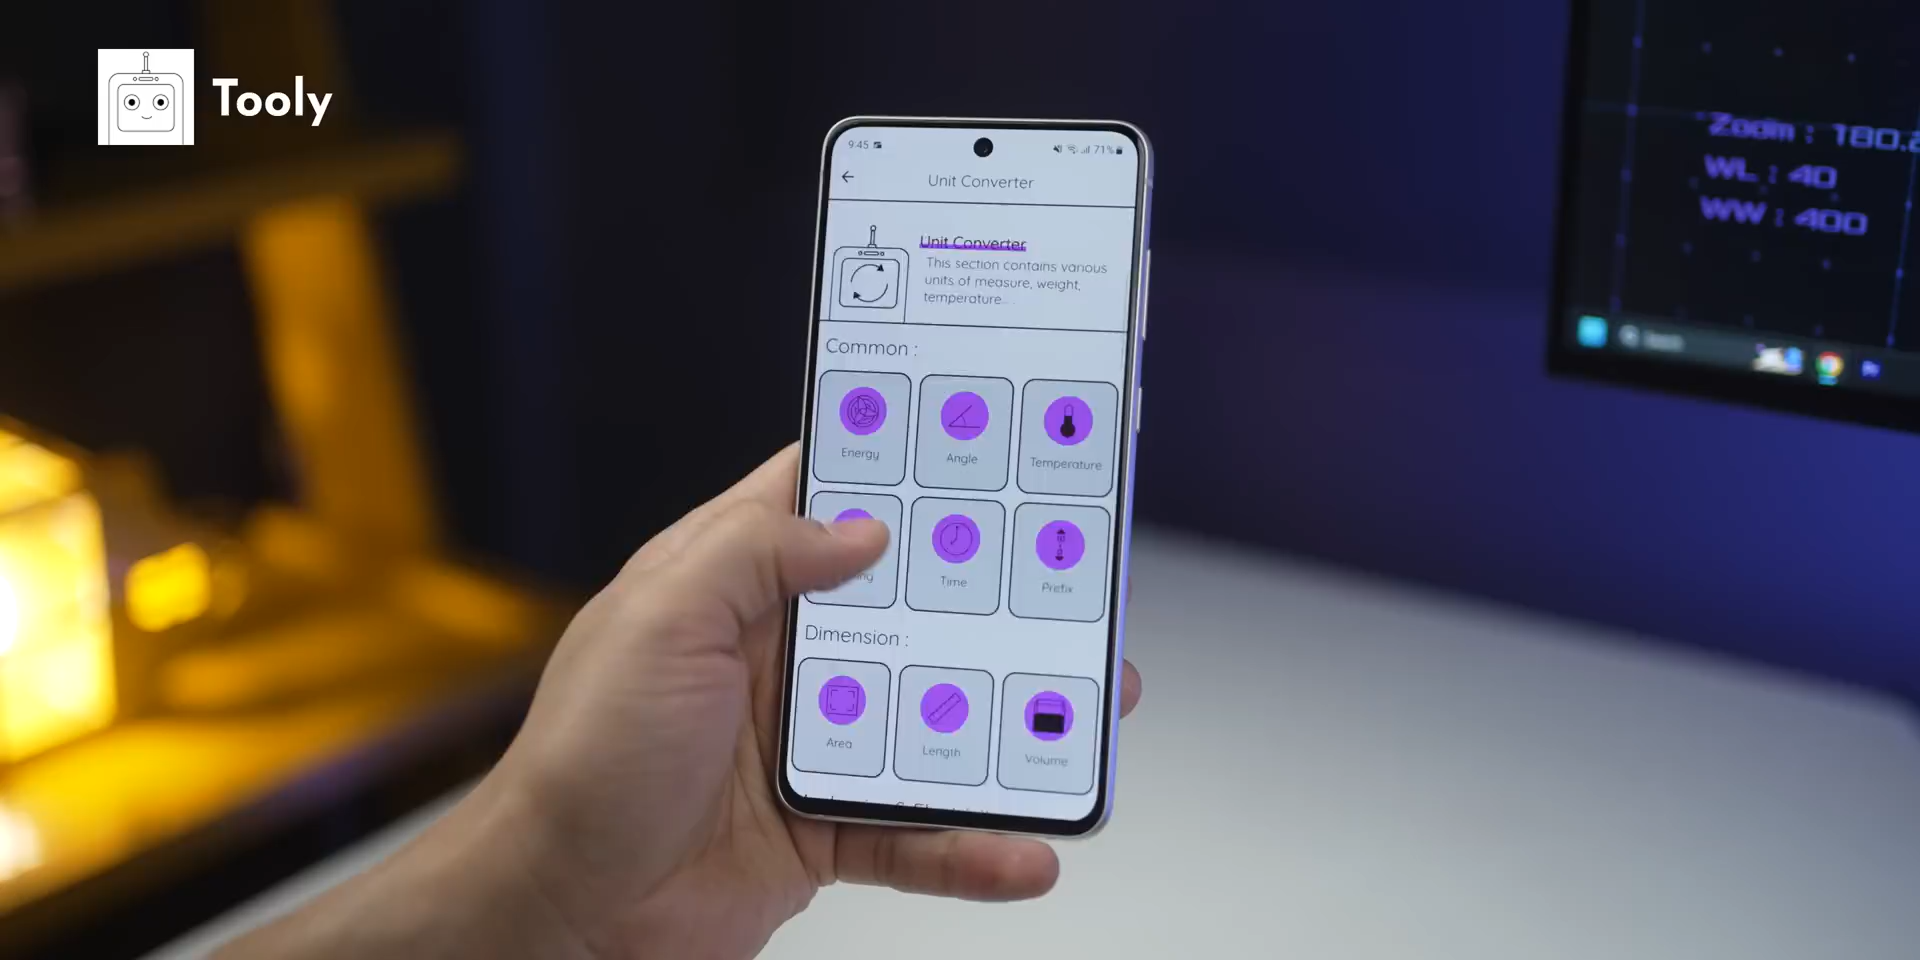 Tooly
9:45
71%
Unit Converter
Unit Converter
This section contains various
units of measure, weight,
temperature...
Common :
Energy
Angle
Temperature
Time
Prefix
Dimension :
Area
Length
Volume
Zoom : 180.
WL : 40
WW : 400
Search